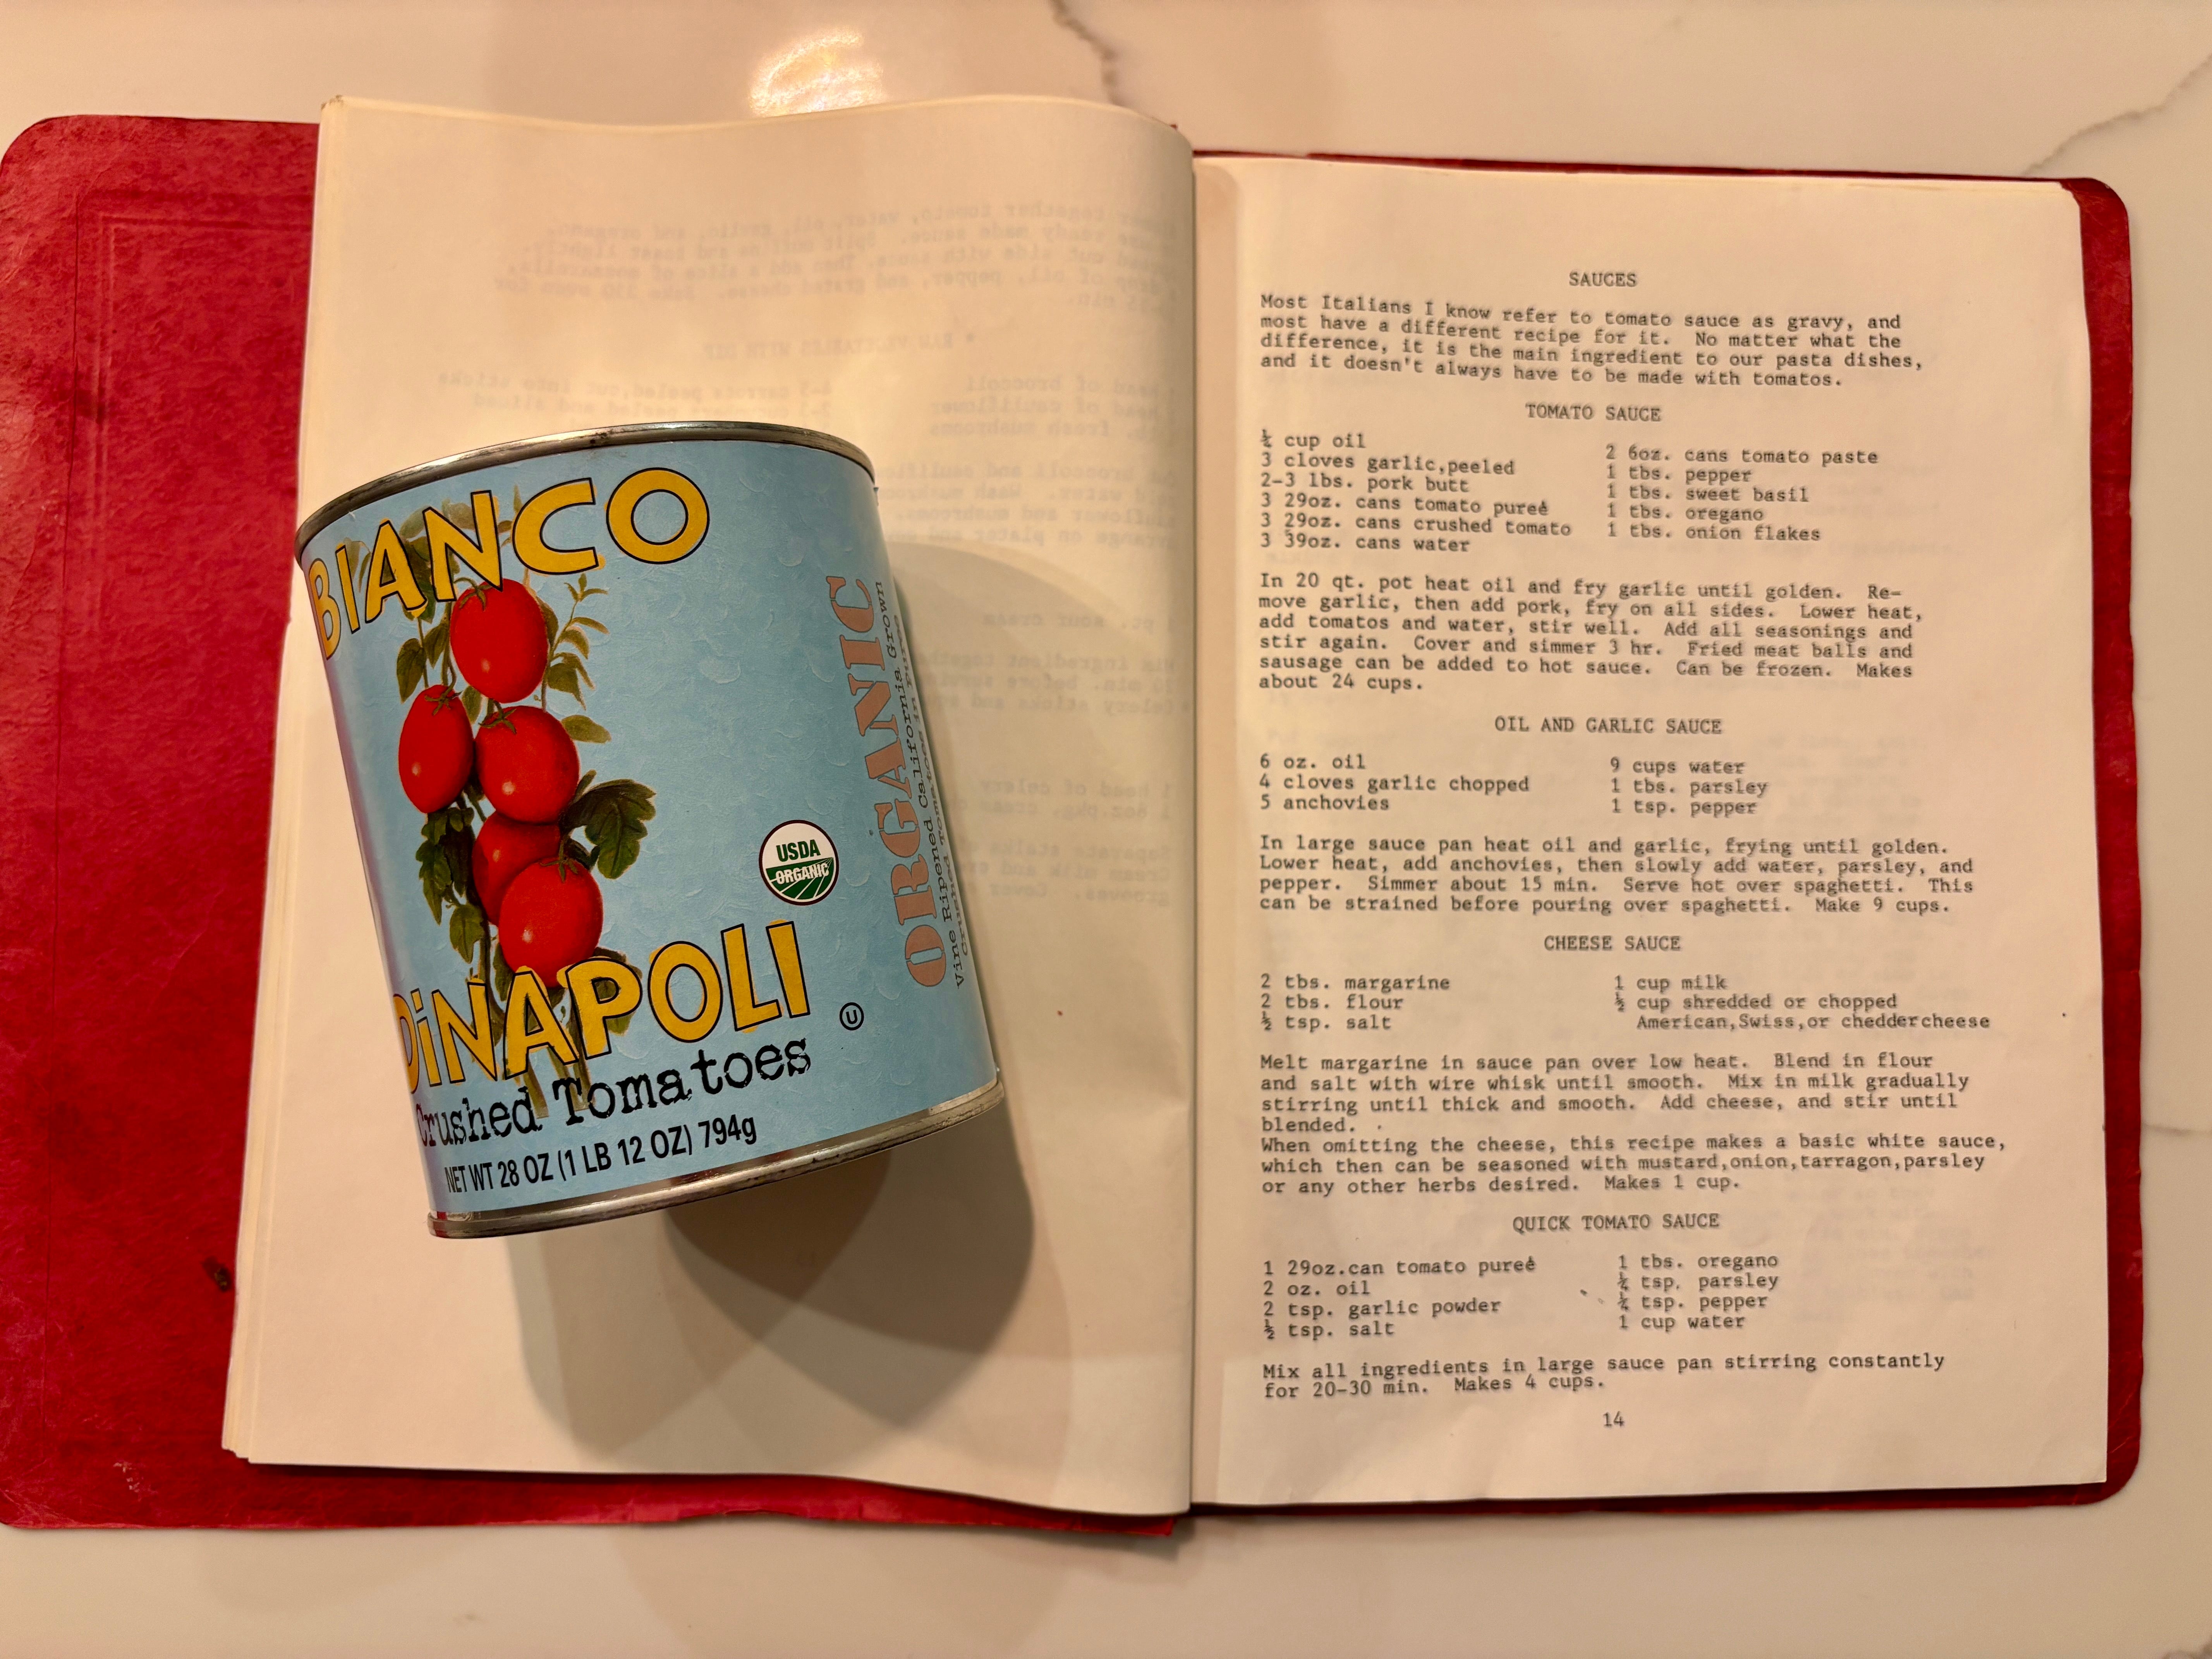 BIANCO
DiNAPOLI
Crushed Tomatoes
NET WT 28 OZ (1 LB 12 OZ) 794g
USDA
ORGANIC
U
ORGANIC
Vine Ripened California Grown
Crushed Tomatoes in Puree
SAUCES
Most Italians I know refer to tomato sauce as gravy, and
most have a different recipe for it. No matter what the
difference, it is the main ingredient to our pasta dishes,
and it doesn't always have to be made with tomatos.
TOMATO SAUCE
cup oil
3 cloves garlic,peeled
2-3 lbs. pork butt
3 29oz. cans tomato pureé
3 29oz. cans crushed tomato
3 39oz. cans water
2 6oz. cans tomato paste
1 tbs. pepper
1 tbs. sweet basil
1 tbs. oregano
1 tbs. onion flakes
In 20 qt. pot heat oil and fry garlic until golden. Re-
move garlic, then add pork, fry on all sides. Lower heat,
add tomatos and water, stir well. Add all seasonings and
stir again. Cover and simmer 3 hr. Fried meat balls and
sausage can be added to hot sauce. Can be frozen. Makes
about 24 cups.
OIL AND GARLIC SAUCE
6 oz. oil
4 cloves garlic chopped
5 anchovies
9 cups water
1 tbs. parsley
1 tsp. pepper
In large sauce pan heat oil and garlic, frying until golden.
Lower heat, add anchovies, then slowly add water, parsley, and
pepper. Simmer about 15 min. Serve hot over spaghetti. This
can be strained before pouring over spaghetti. Make 9 cups.
CHEESE SAUCE
2 tbs. margarine
2 tbs. flour
½ tsp. salt
1 cup milk
½ cup shredded or chopped
American,Swiss,or cheddercheese
Melt margarine in sauce pan over low heat. Blend in flour
and salt with wire whisk until smooth. Mix in milk gradually
stirring until thick and smooth. Add cheese, and stir until
blended.
When omitting the cheese, this recipe makes a basic white sauce,
which then can be seasoned with mustard,onion,tarragon,parsley
or any other herbs desired. Makes 1 cup.
QUICK TOMATO SAUCE
1 29oz.can tomato pureé
2 oz. oil
2 tsp. garlic powder
½ tsp. salt
1 tbs. oregano
¼ tsp. parsley
¼ tsp. pepper
1 cup water
Mix all ingredients in large sauce pan stirring constantly
for 20-30 min. Makes 4 cups.
14